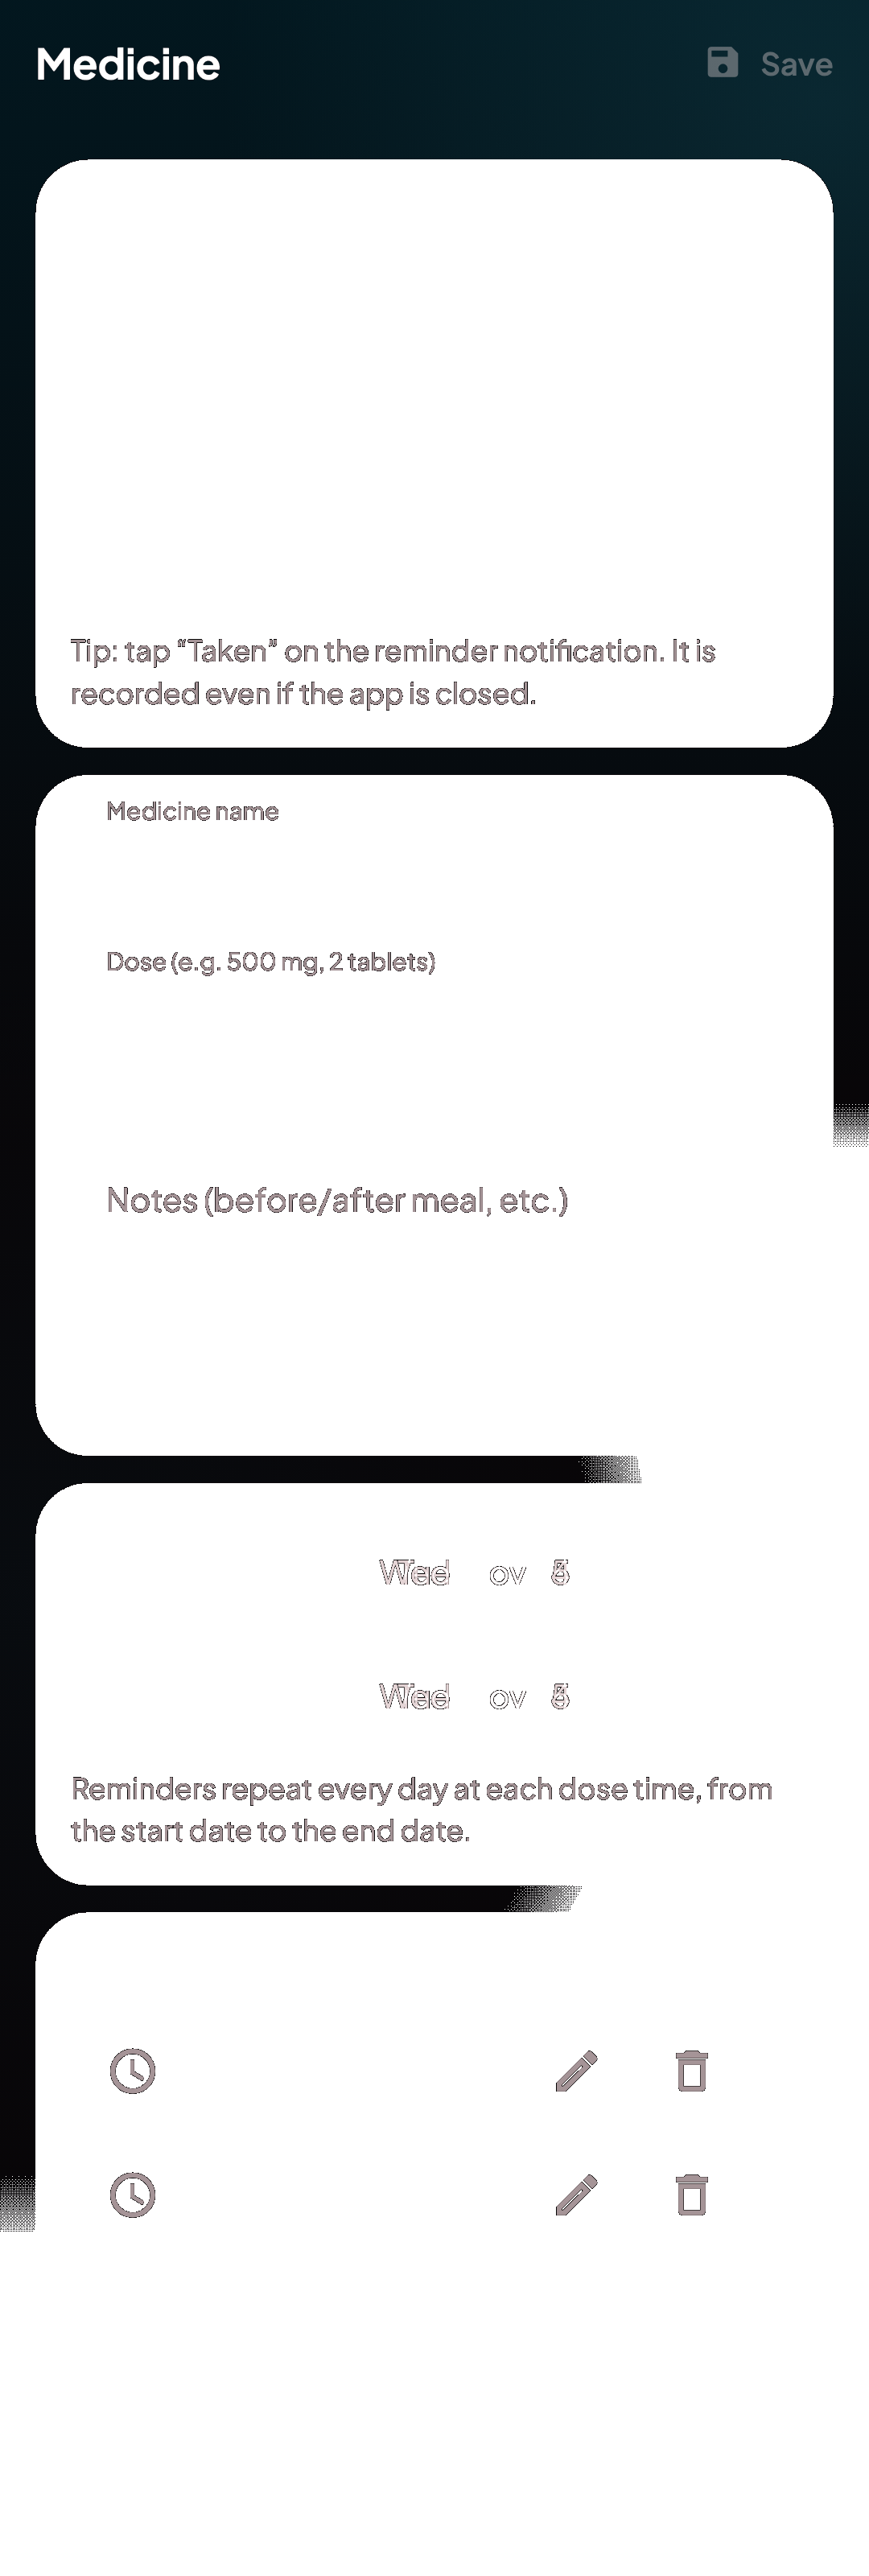 Medicine
Save
Tip: tap “Taken” on the reminder notification. It is
recorded even if the app is closed.
Medicine name
Dose (e.g. 500 mg, 2 tablets)
Notes (before/after meal, etc.)
Reminders repeat every day at each dose time, from
the start date to the end date.